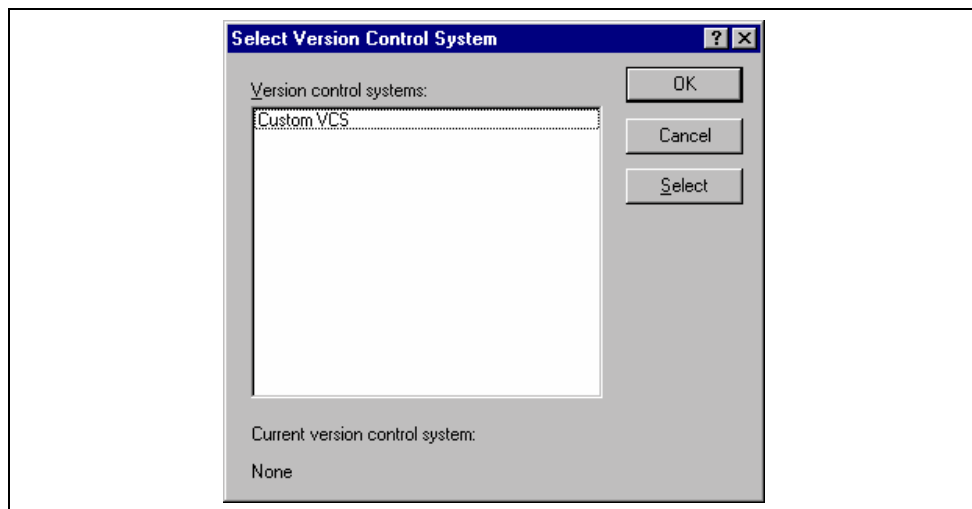 Select Version Control System
Version control systems:
OK
Custom VCS
Cancel
Select
Current version control system:
None